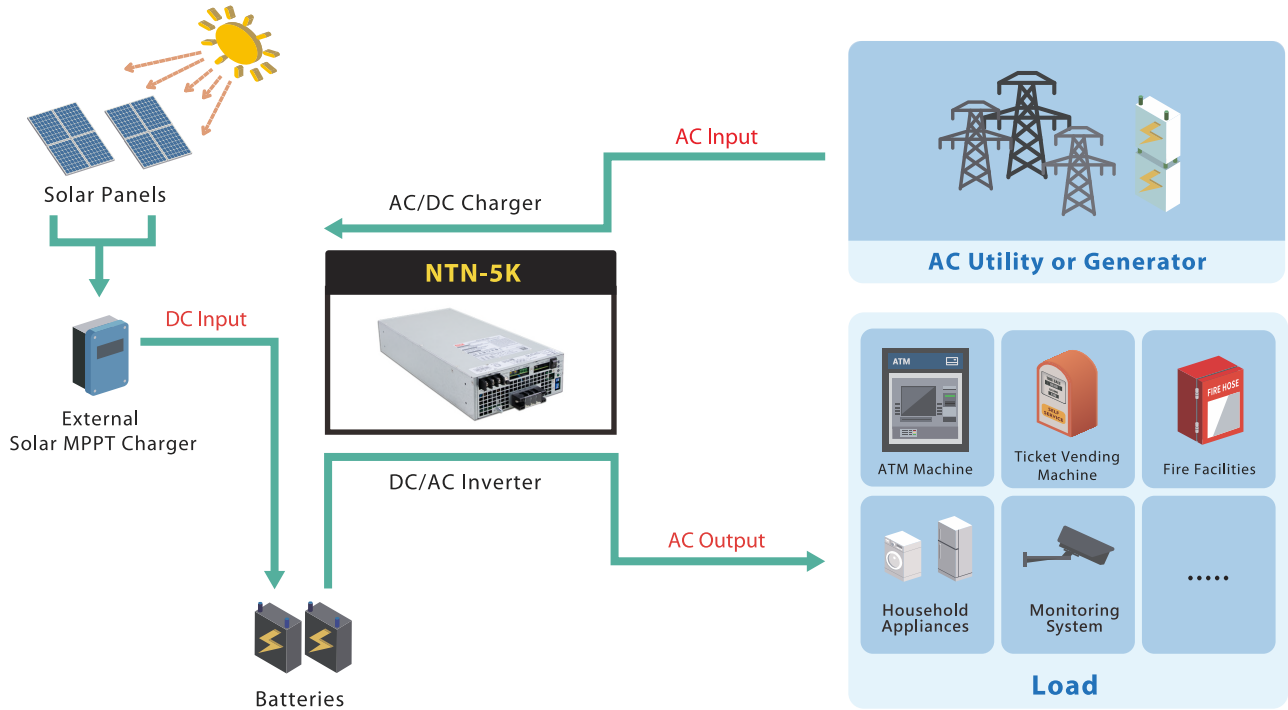 AC Input
Solar Panels
AC/DC Charger
AC Utility or Generator
NTN-5K
DC Input
External
Solar MPPT Charger
ATM
FIRE HOSE
SELF
SERVICE
ATM Machine
Ticket Vending
Machine
Fire Facilities
DC/AC Inverter
AC Output
.....
Household
Appliances
Monitoring
System
Batteries
Load